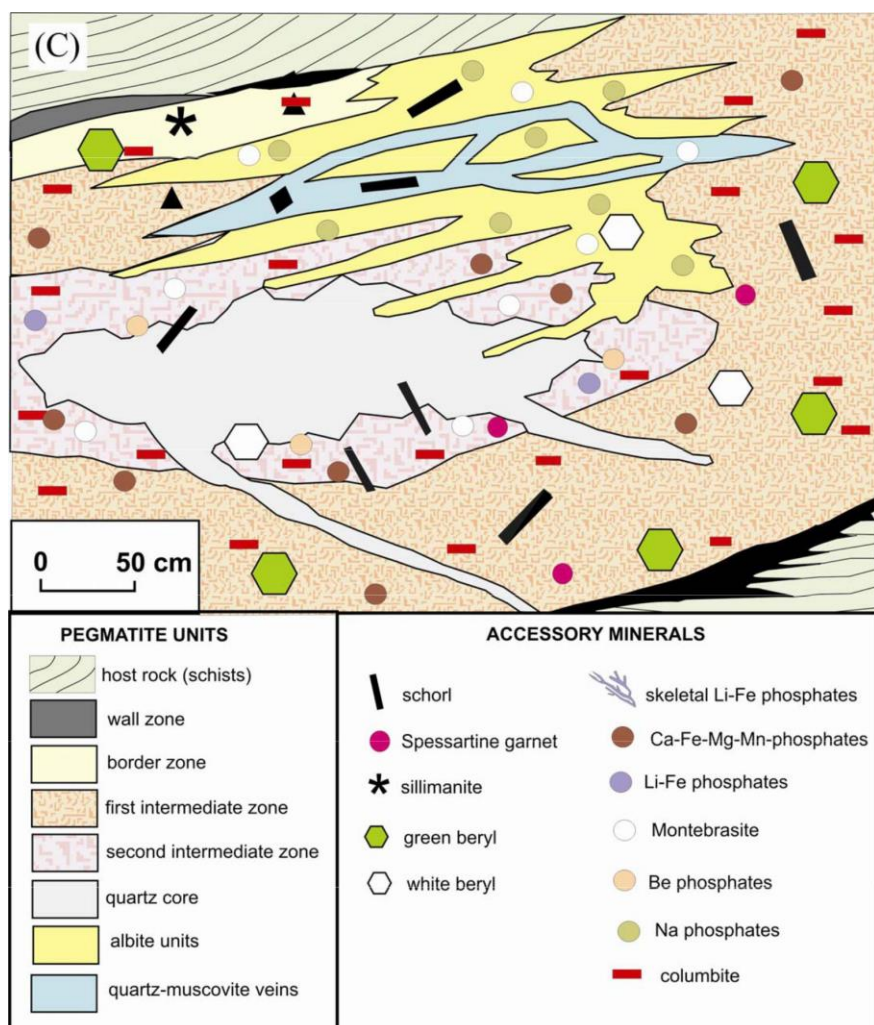 (C)
0 50 cm
PEGMATITE UNITS
host rock (schists)
wall zone
border zone
first intermediate zone
second intermediate zone
quartz core
albite units
quartz-muscovite veins
ACCESSORY MINERALS
schorl
Spessartine garnet
sillimanite
green beryl
white beryl
skeletal Li-Fe phosphates
Ca-Fe-Mg-Mn-phosphates
Li-Fe phosphates
Montebrasite
Be phosphates
Na phosphates
columbite